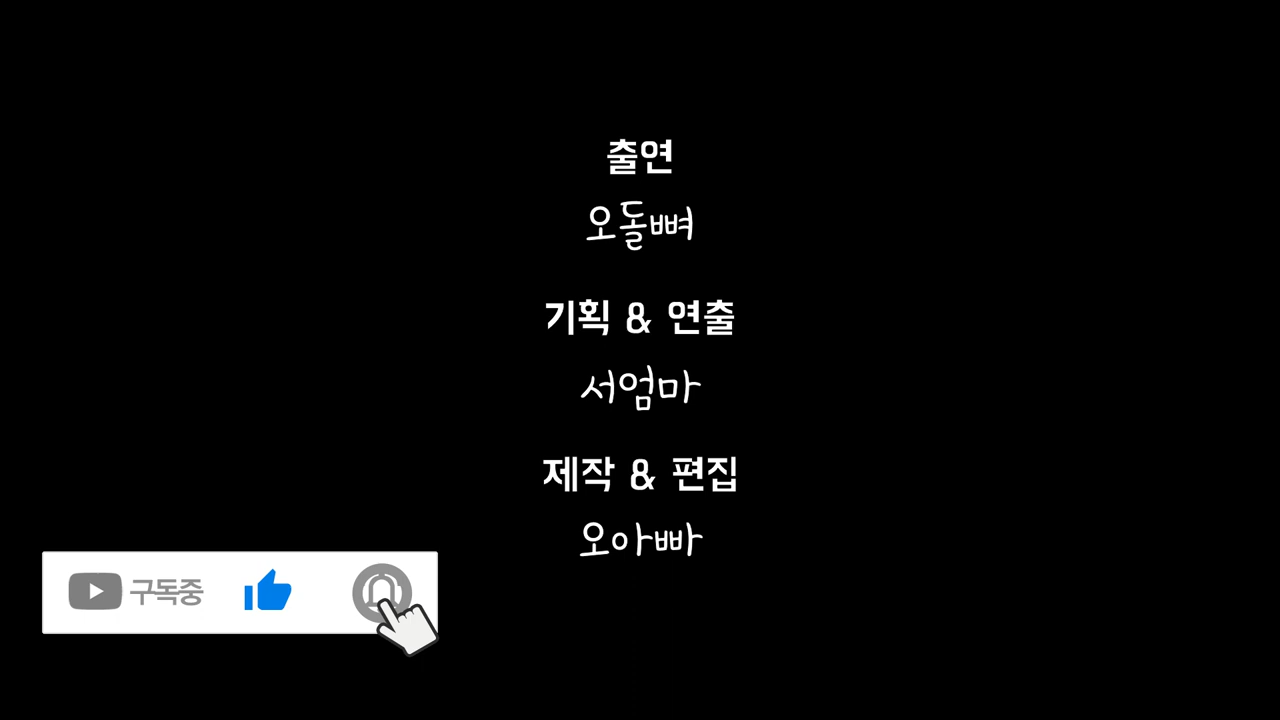 출연
오돌뼈
기획 & 연출
서엄마
제작 & 편집
오아빠
구독중